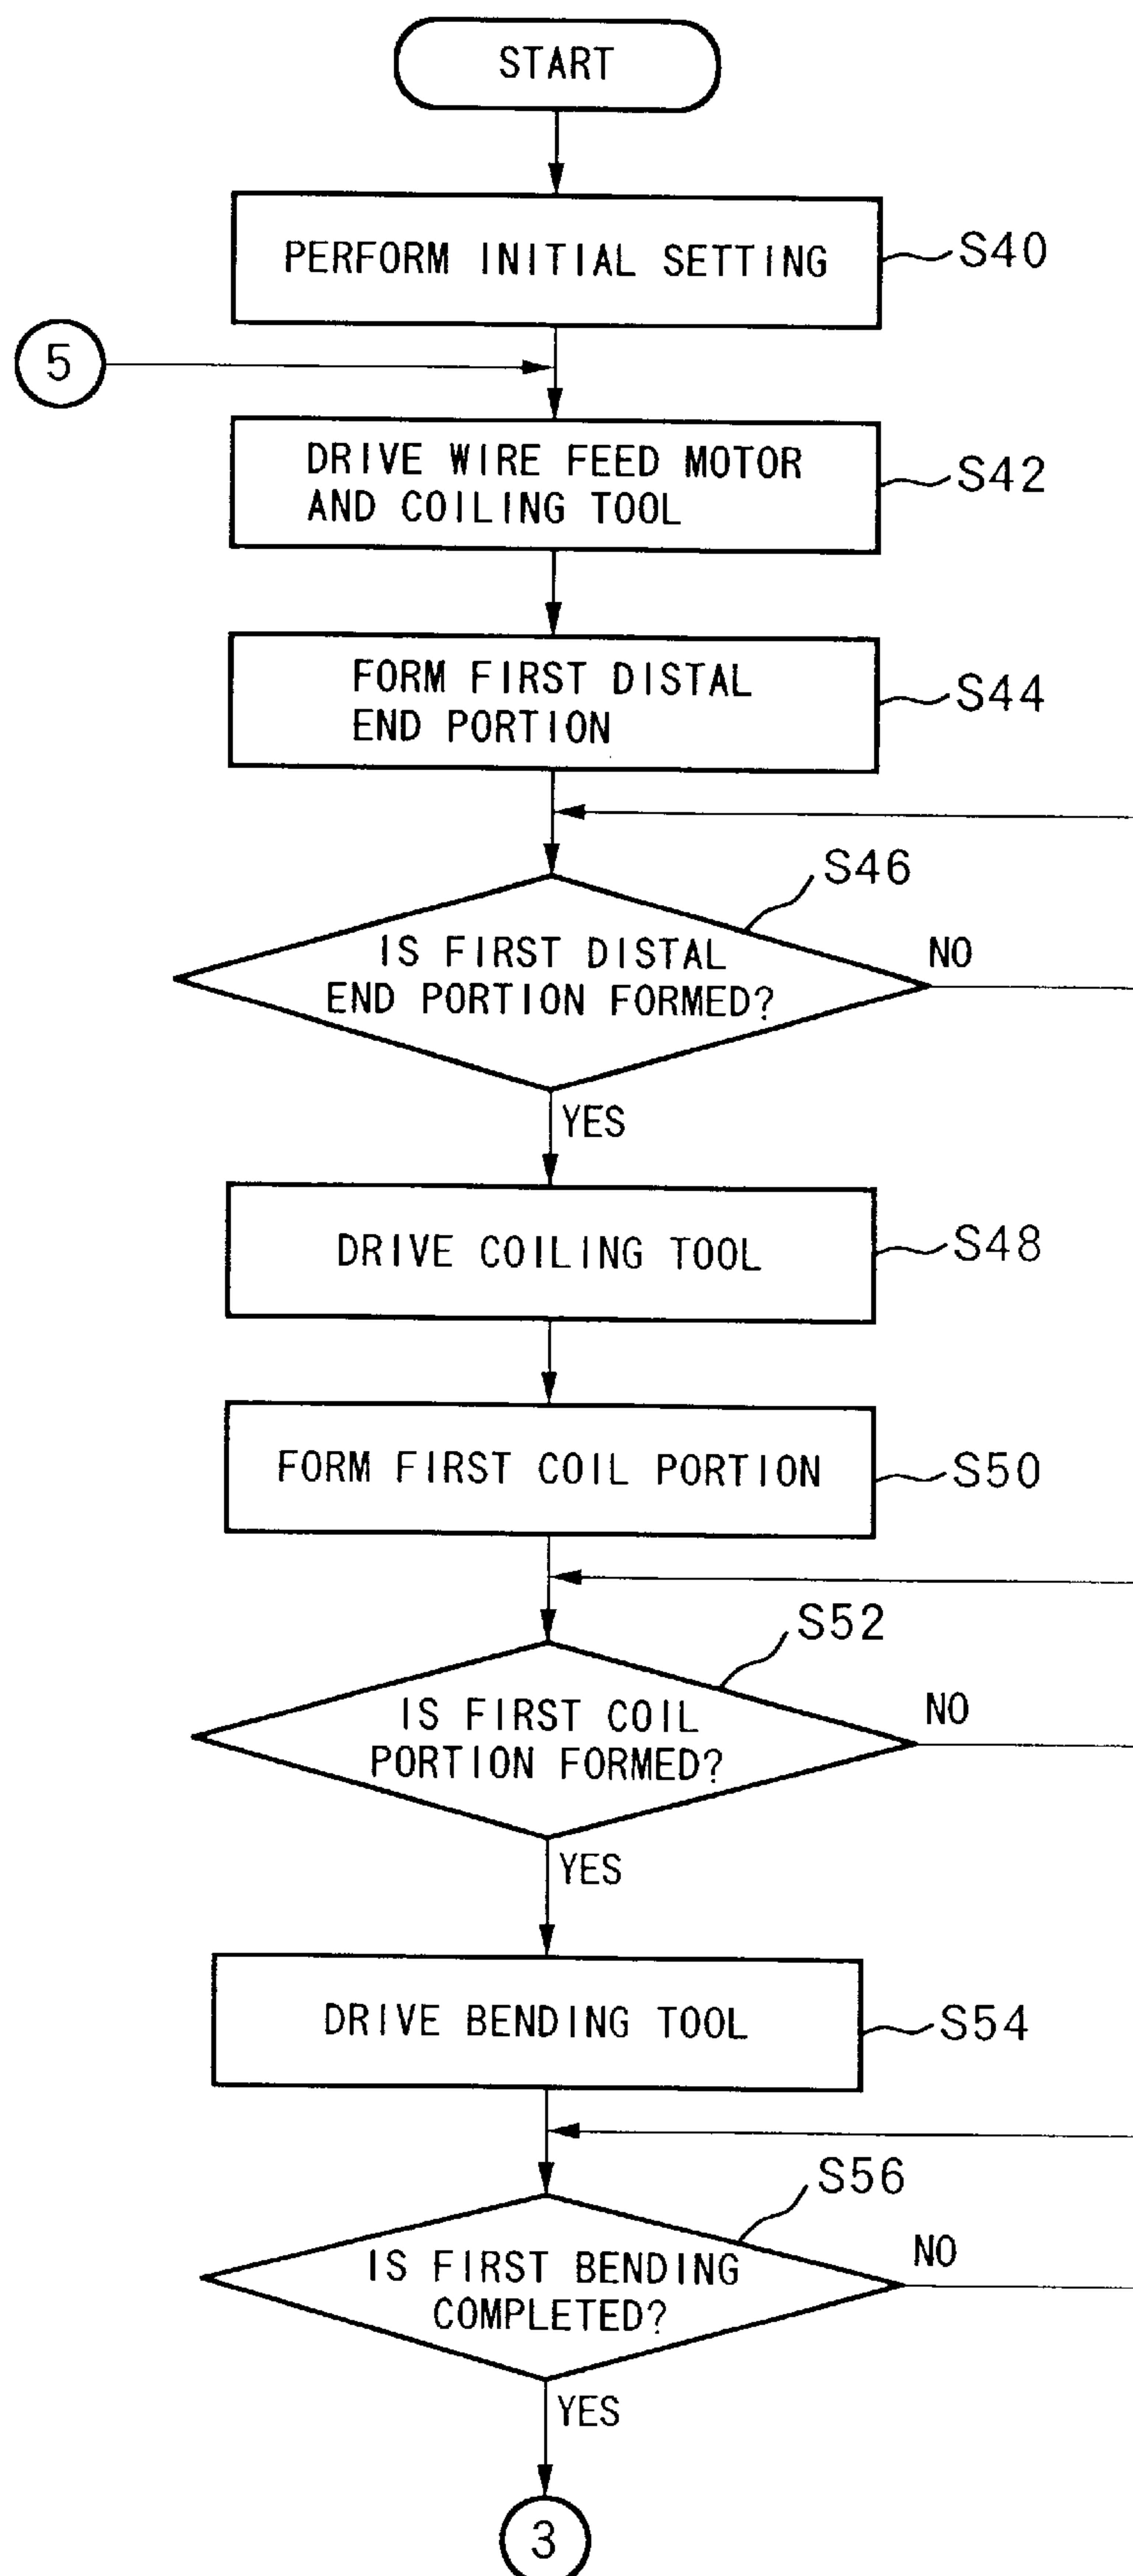 START
PERFORM INITIAL SETTING
S40
5
DRIVE WIRE FEED MOTOR
AND COILING TOOL
S42
FORM FIRST DISTAL
END PORTION
S44
S46
IS FIRST DISTAL
END PORTION FORMED?
NO
YES
DRIVE COILING TOOL
S48
FORM FIRST COIL PORTION
S50
S52
IS FIRST COIL
PORTION FORMED?
NO
YES
DRIVE BENDING TOOL
S54
S56
IS FIRST BENDING
COMPLETED?
NO
YES
3